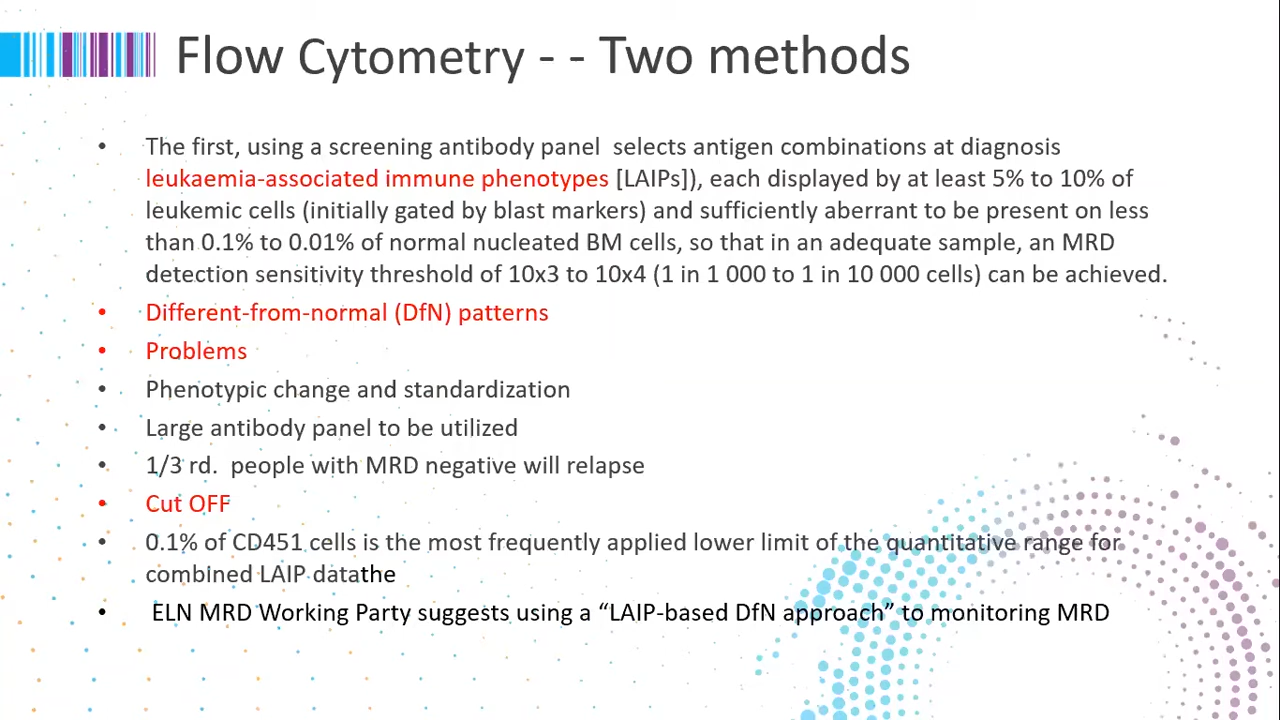 Flow Cytometry - - Two methods
• The first, using a screening antibody panel selects antigen combinations at diagnosis
leukaemia-associated immune phenotypes [LAIPs]), each displayed by at least 5% to 10% of
leukemic cells (initially gated by blast markers) and sufficiently aberrant to be present on less
than 0.1% to 0.01% of normal nucleated BM cells, so that in an adequate sample, an MRD
detection sensitivity threshold of 10x3 to 10x4 (1 in 1 000 to 1 in 10 000 cells) can be achieved.
• Different-from-normal (DfN) patterns
• Problems
• Phenotypic change and standardization
• Large antibody panel to be utilized
• 1/3 rd. people with MRD negative will relapse
• Cut OFF
• 0.1% of CD451 cells is the most frequently applied lower limit of the quantitative range for
combined LAIP datathe
• ELN MRD Working Party suggests using a “LAIP-based DfN approach” to monitoring MRD